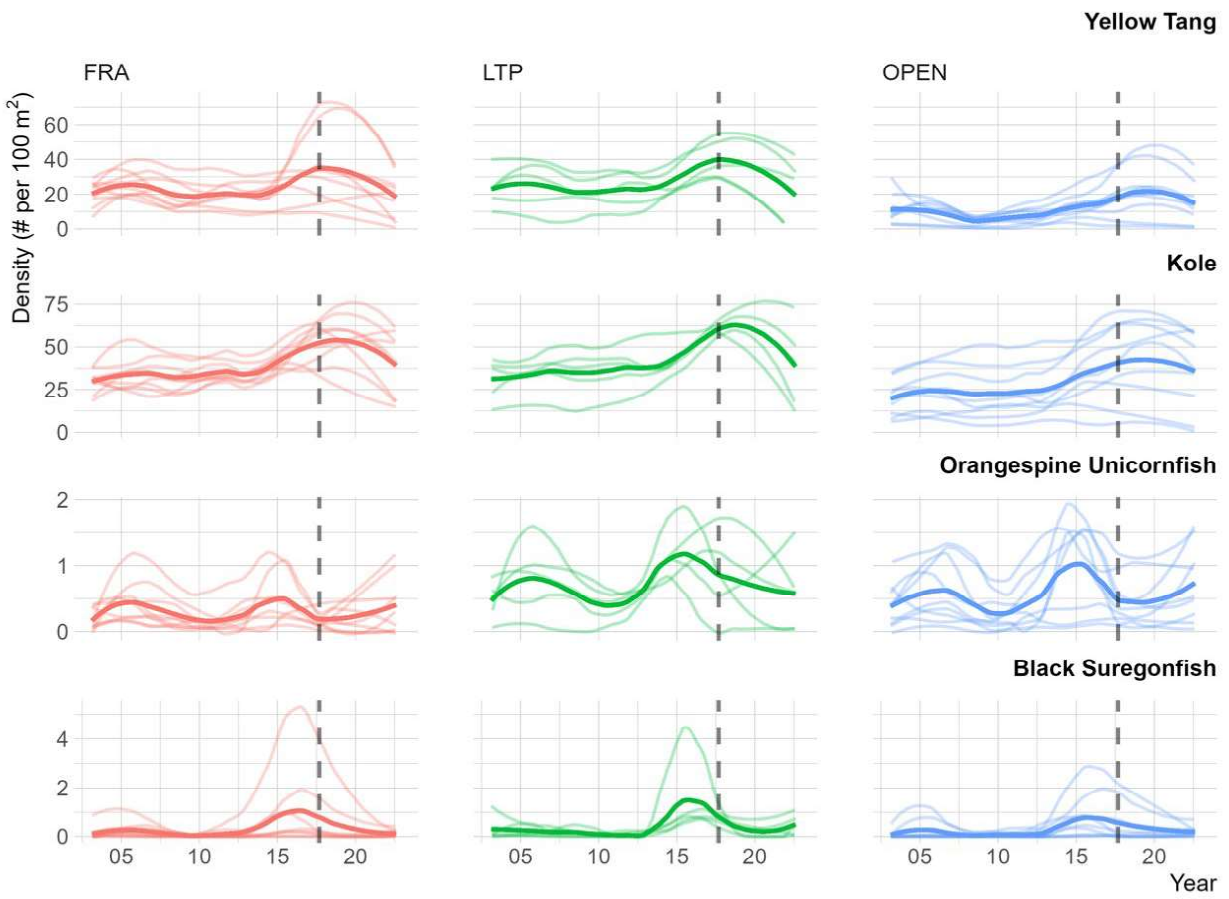 Yellow Tang
FRA
LTP
OPEN
Density (# per 100 m²)
60
40
20
0
Kole
75
50
25
0
Orangespine Unicornfish
2
1
0
Black Suregonfish
4
2
0
05 10 15 20
05 10 15 20
05 10 15 20
Year